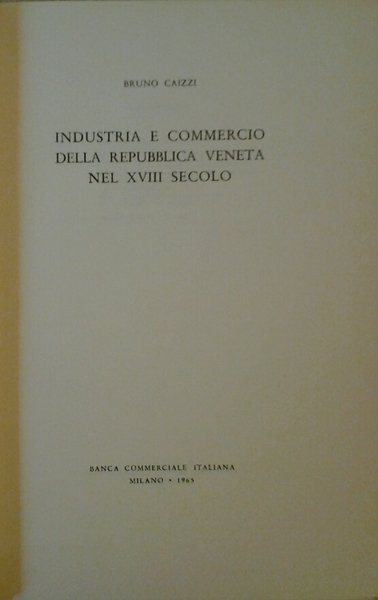 BRUNO CAIZZI
INDUSTRIA E COMMERCIO
DELLA REPUBBLICA VENETA
NEL XVIII SECOLO
BANCA COMMERCIALE ITALIANA
MILANO • 1965